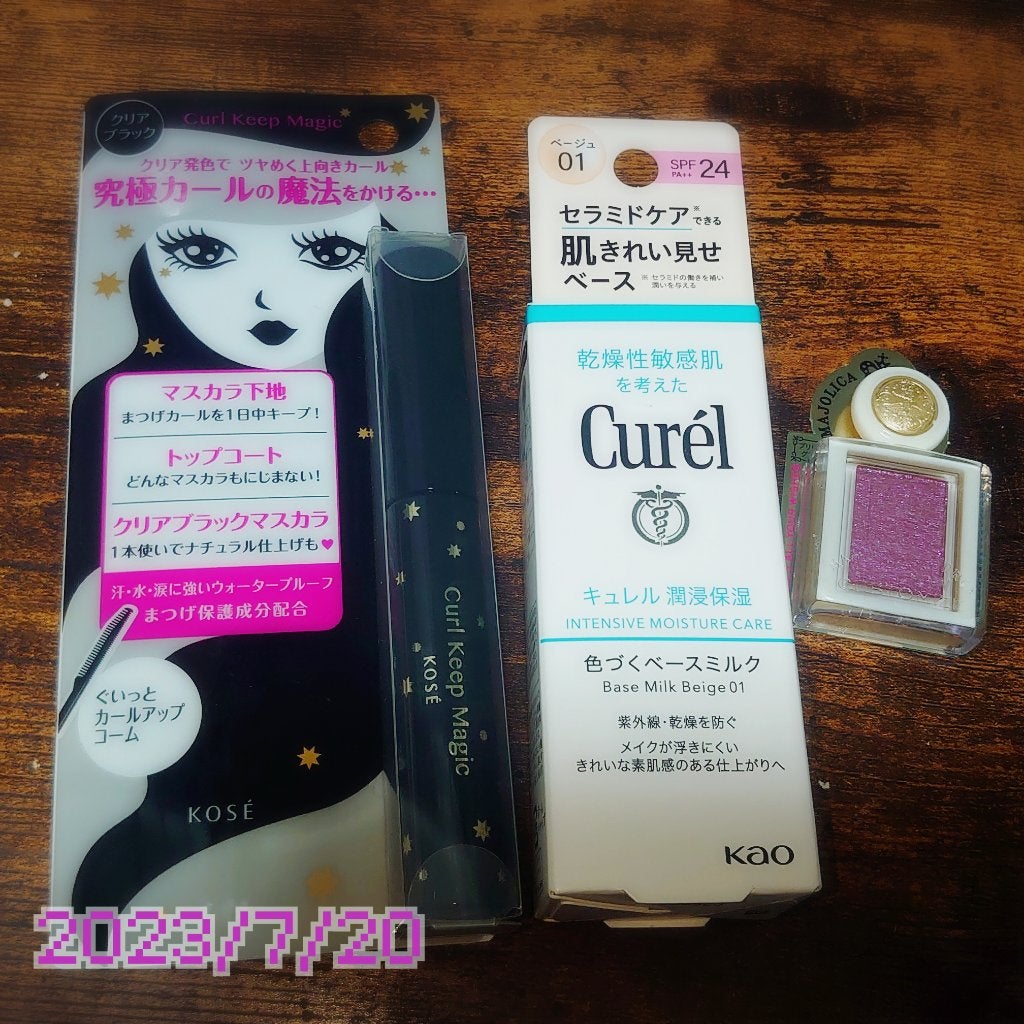 クリア
ブラック
Curl Keep Magic
クリア発色で ツヤめく上向きカール
究極カールの魔法をかける…
マスカラ下地
まつげカールを1日中キープ!
トップコート
どんなマスカラもにじまない!
クリアブラックマスカラ
1本使いでナチュラル仕上げも♥
汗・水・涙に強いウォータープルーフ
まつげ保護成分配合
ぐいっと
カールアップ
コーム
KOSÉ
Curl Keep Magic
KOSÉ
ベージュ
01
SPF 24
PA++
セラミドケア※できる
肌きれい見せ
ベース
※セラミドの働きを補い
潤いを与える
乾燥性敏感肌
を考えた
Curél
キュレル 潤浸保湿
INTENSIVE MOISTURE CARE
色づくベースミルク
Base Milk Beige 01
紫外線・乾燥を防ぐ
メイクが浮きにくい
きれいな素肌感のある仕上がりへ
Kao
MAJOLICA
2023/7/20